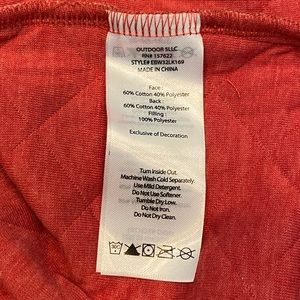 OUTDOOR SLLC
RN# 157622
STYLE# EBW32LK169
MADE IN CHINA
Face :
60% Cotton 40% Polyester
Back :
60% Cotton 40% Polyester
Filling :
100% Polyester
Exclusive of Decoration
Turn Inside Out.
Machine Wash Cold Separately.
Use Mild Detergent.
Do Not Use Softener.
Tumble Dry Low.
Do Not Iron.
Do Not Dry Clean.